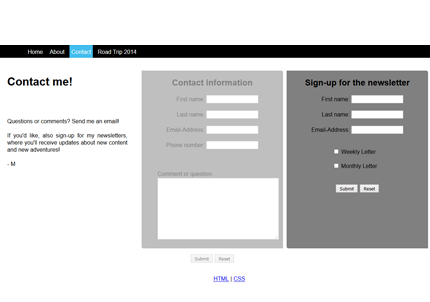 Home About Contact Road Trip 2014
Contact me!
Questions or comments? Send me an email!
If you'd like, also sign-up for my newsletters,
where you'll receive updates about new content
and new adventures!
- M
Contact information
First name:
Last name:
Email-Address:
Phone number:
Comment or question:
Submit Reset
Sign-up for the newsletter
First name:
Last name:
Email-Address:
Weekly Letter
Monthly Letter
Submit Reset
HTML | CSS